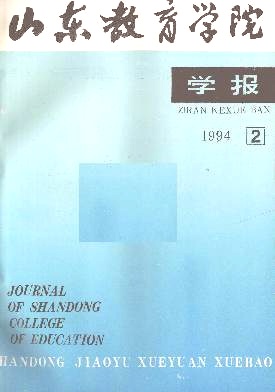 山东教育学院
学报
ZIRAN KEXUE BAN
1994 2
JOURNAL
OF SHANDONG
COLLEGE
OF EDUCATION
HANDONG JIAOYU XUEYUAN XUEBAO